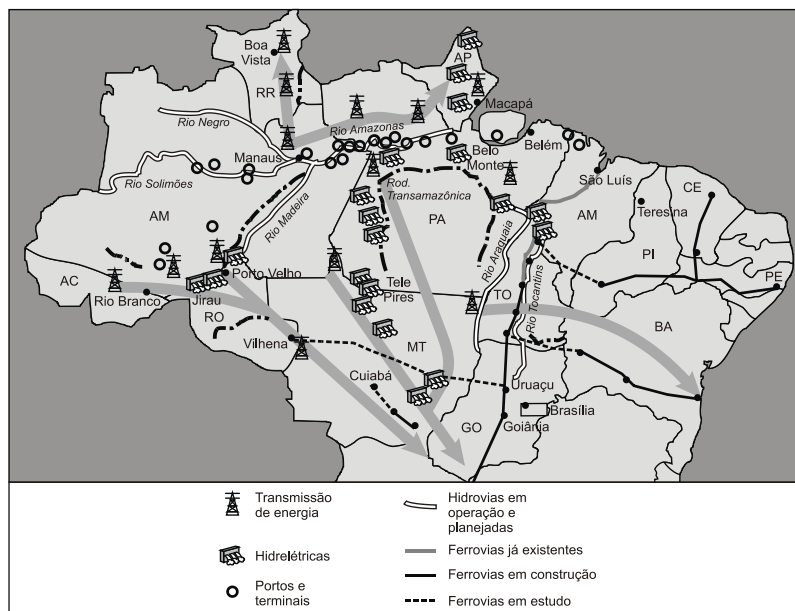 Boa
Vista
RR
AP
Macapá
Rio Negro
Rio Amazonas
Manaus
Belo
Monte
Belém
São Luís
Rio Solimões
Rod.
Transamazônica
CE
Teresina
AM
Rio Madeira
PA
Rio Araguaia
AM
PI
AC
Porto Velho
Tele
Pires
TO
Rio Tocantins
PE
Rio Branco
Jirau
RO
BA
Vilhena
MT
Cuiabá
Uruaçu
Brasília
GO
Goiânia
Transmissão
de energia
Hidrelétricas
Portos e
terminais
Hidrovias em
operação e
planejadas
Ferrovias já existentes
Ferrovias em construção
Ferrovias em estudo